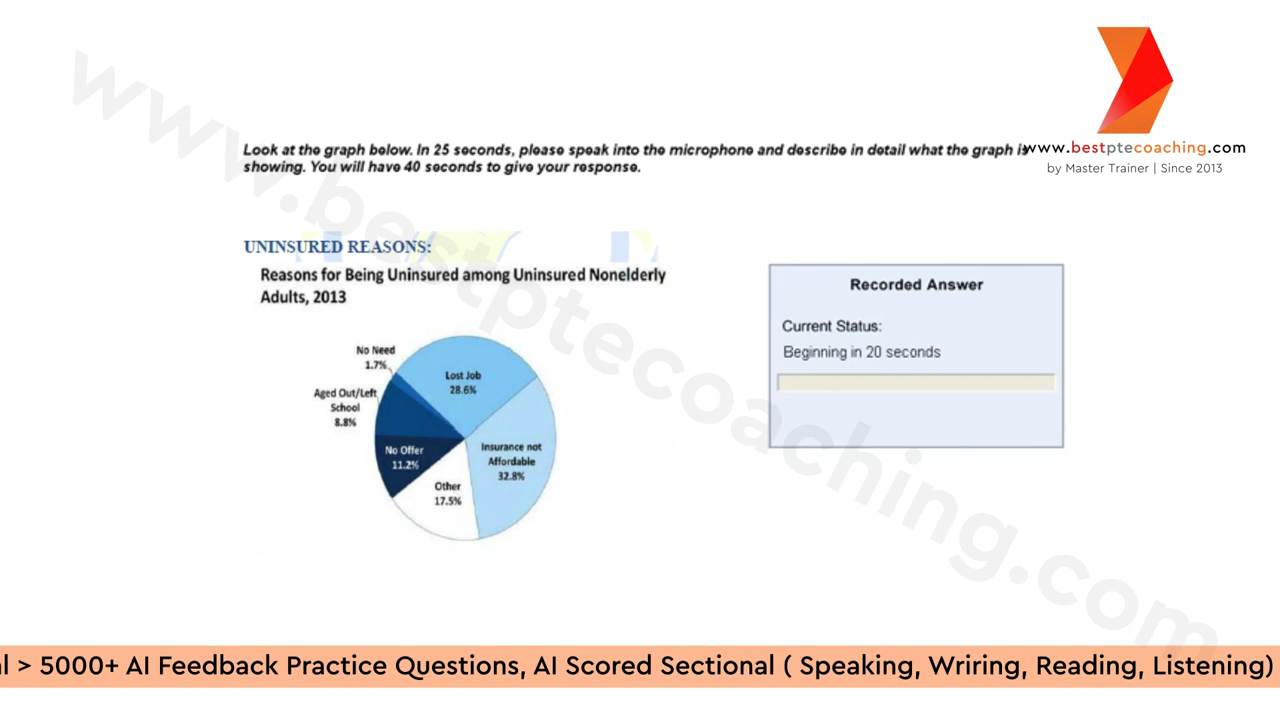 Look at the graph below. In 25 seconds, please speak into the microphone and describe in detail what the graph is
showing. You will have 40 seconds to give your response.
www.bestptecoaching.com
by Master Trainer | Since 2013
UNINSURED REASONS:
Reasons for Being Uninsured among Uninsured Nonelderly
Adults, 2013
No Need
1.7%
Lost Job
28.6%
Aged Out/Left
School
8.8%
No Offer
11.2%
Insurance not
Affordable
32.8%
Other
17.5%
Recorded Answer
Current Status:
Beginning in 20 seconds
www.bestptecoaching.com
> 5000+ AI Feedback Practice Questions, AI Scored Sectional ( Speaking, Wriring, Reading, Listening)